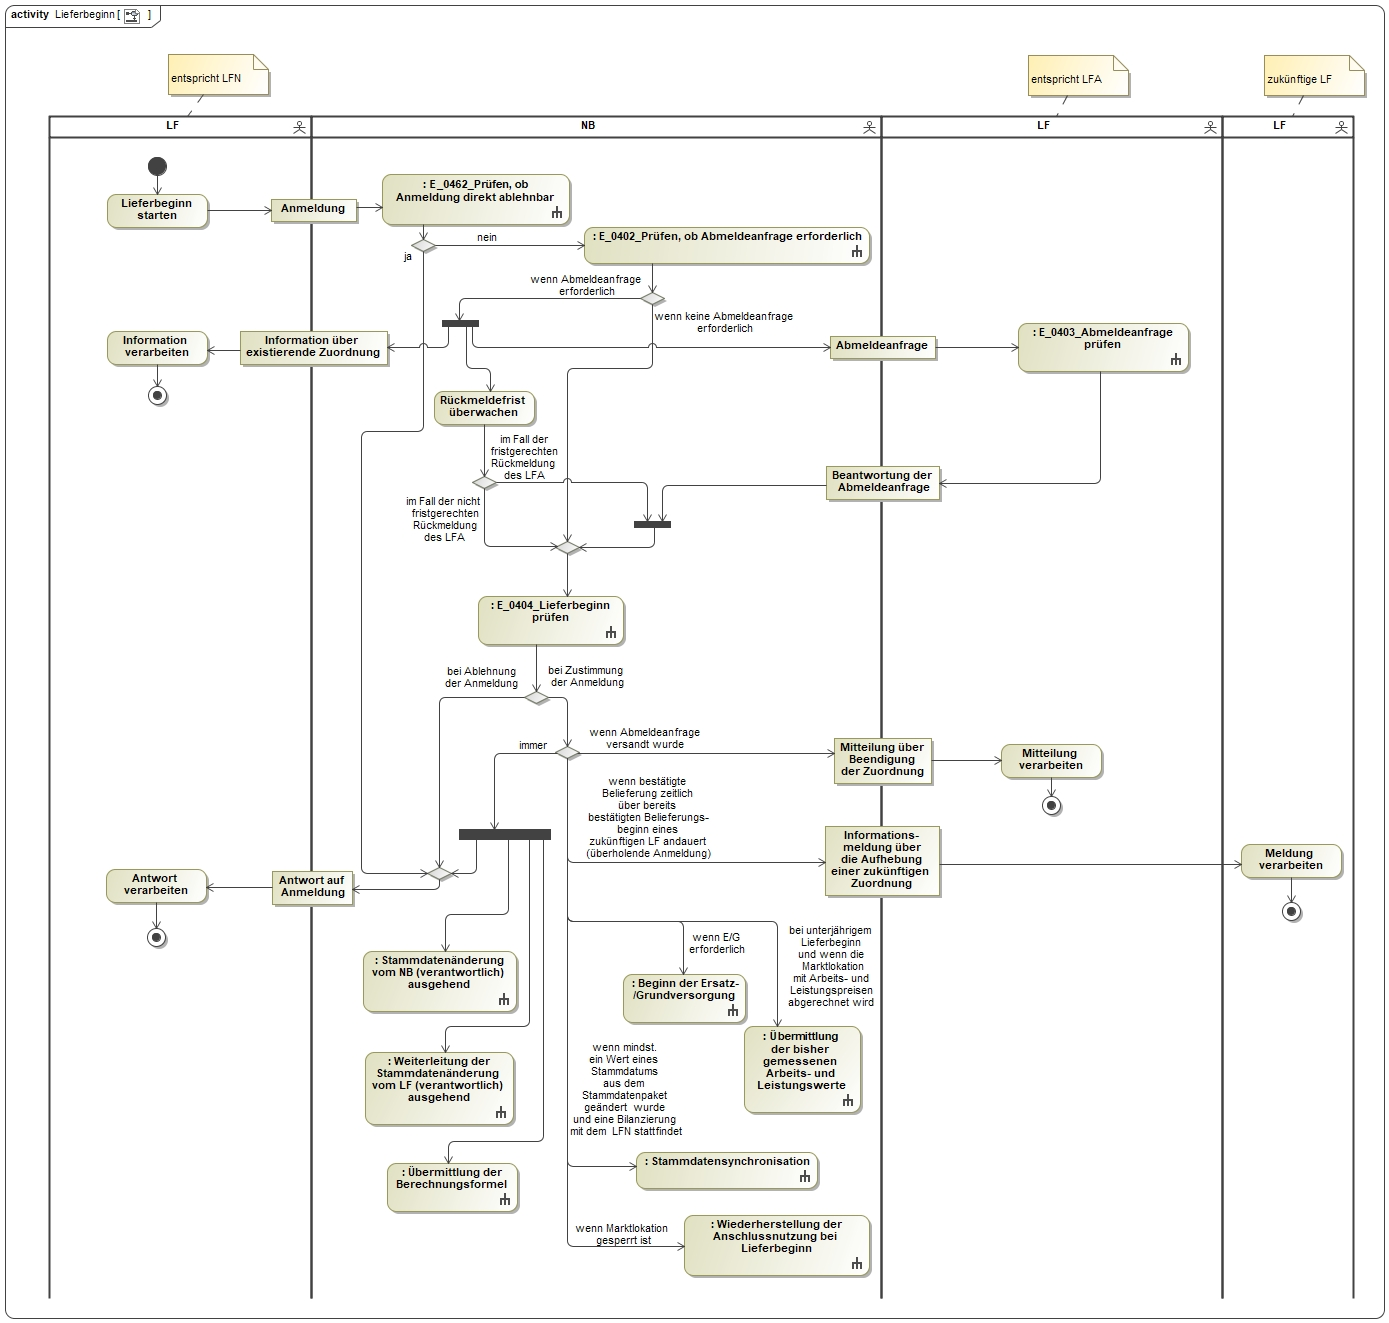 activity Lieferbeginn [ ]
entspricht LFN
entspricht LFA
zukünftige LF
LF
NB
LF
LF
Lieferbeginn
starten
Anmeldung
: E_0462_Prüfen, ob
Anmeldung direkt ablehnbar
nein
ja
: E_0402_Prüfen, ob Abmeldeanfrage erforderlich
wenn Abmeldeanfrage
erforderlich
wenn keine Abmeldeanfrage
erforderlich
Information
verarbeiten
Information über
existierende Zuordnung
Abmeldeanfrage
: E_0403_Abmeldeanfrage
prüfen
Rückmeldefrist
überwachen
im Fall der
fristgerechten
Rückmeldung
des LFA
im Fall der nicht
fristgerechten
Rückmeldung
des LFA
Beantwortung der
Abmeldeanfrage
: E_0404_Lieferbeginn
prüfen
bei Ablehnung
der Anmeldung
bei Zustimmung
der Anmeldung
immer
wenn Abmeldeanfrage
versandt wurde
Mitteilung über
Beendigung
der Zuordnung
Mitteilung
verarbeiten
wenn bestätigte
Belieferung zeitlich
über bereits
bestätigten Belieferungs-
beginn eines
zukünftigen LF andauert
(überholende Anmeldung)
Informations-
meldung über
die Aufhebung
einer zukünftigen
Zuordnung
Meldung
verarbeiten
Antwort
verarbeiten
Antwort auf
Anmeldung
: Stammdatenänderung
vom NB (verantwortlich)
ausgehend
wenn E/G
erforderlich
: Beginn der Ersatz-
/Grundversorgung
bei unterjährigem
Lieferbeginn
und wenn die
Marktlokation
mit Arbeits- und
Leistungspreisen
abgerechnet wird
: Übermittlung
der bisher
gemessenen
Arbeits- und
Leistungswerte
: Weiterleitung der
Stammdatenänderung
vom LF (verantwortlich)
ausgehend
wenn mindst.
ein Wert eines
Stammdatums
aus dem
Stammdatenpaket
geändert wurde
und eine Bilanzierung
mit dem LFN stattfindet
: Stammdatensynchronisation
: Übermittlung der
Berechnungsformel
wenn Marktlokation
gesperrt ist
: Wiederherstellung der
Anschlussnutzung bei
Lieferbeginn